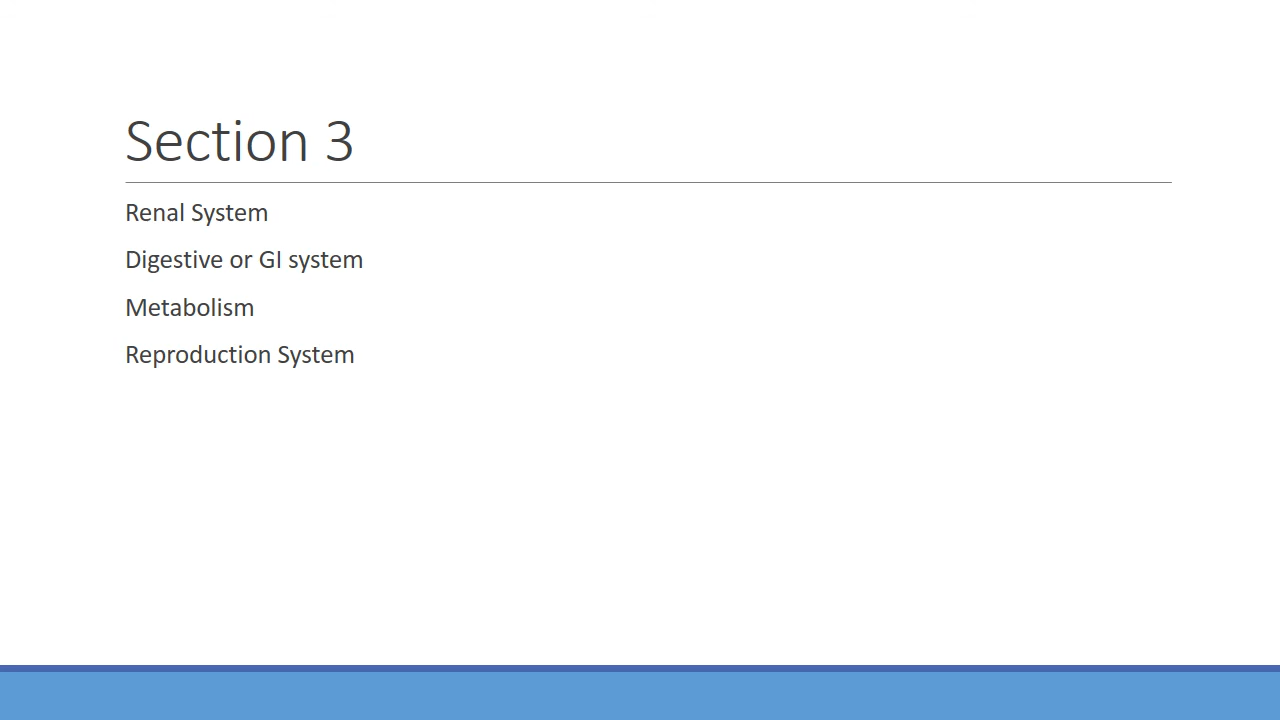 Section 3
Renal System
Digestive or GI system
Metabolism
Reproduction System